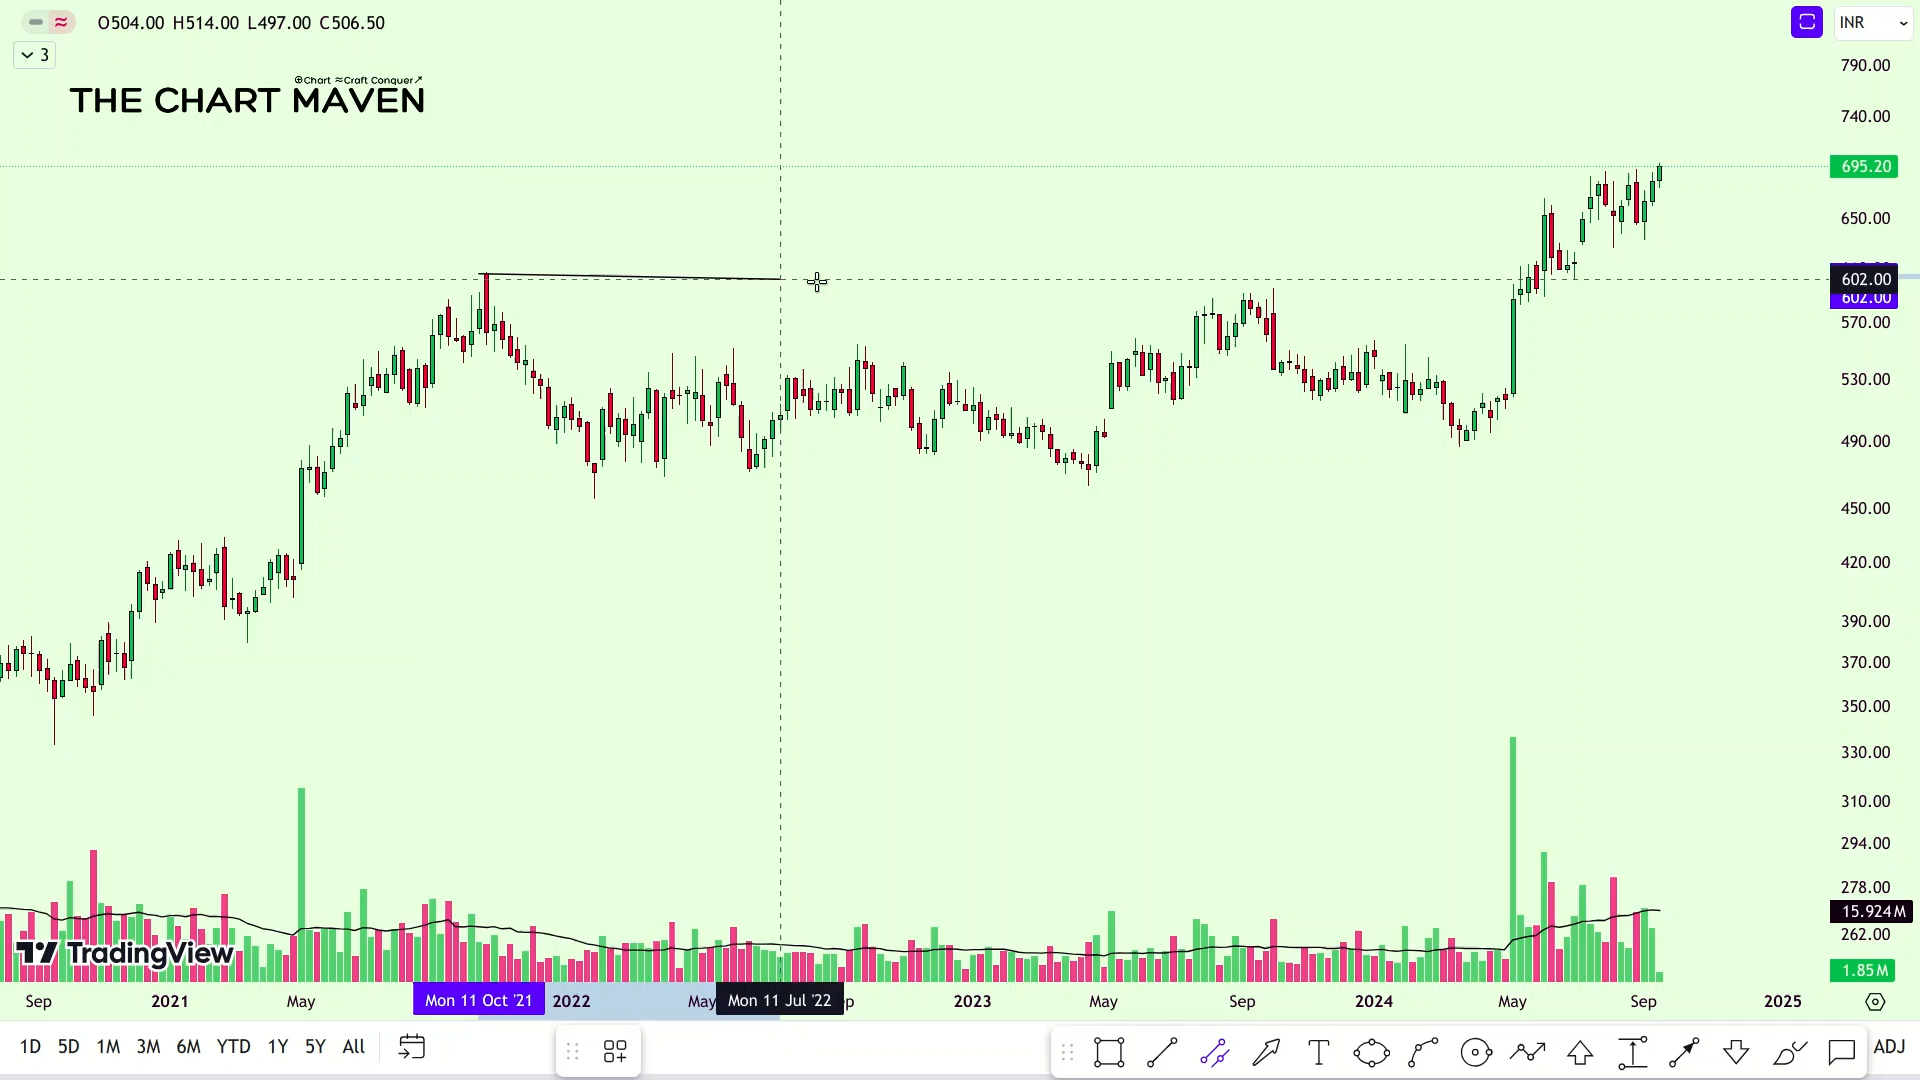 O504.00 H514.00 L497.00 C506.50
INR
3
⊕Chart ≈Craft Conquer↗
THE CHART MAVEN
790.00
740.00
695.20
650.00
602.00
602.00
570.00
530.00
490.00
450.00
420.00
390.00
370.00
350.00
330.00
310.00
294.00
278.00
15.924M
262.00
TradingView
1.85M
Sep 2021 May Mon 11 Oct '21 2022 May Mon 11 Jul '22 2023 May Sep 2024 May Sep 2025
1D 5D 1M 3M 6M YTD 1Y 5Y All T ADJ